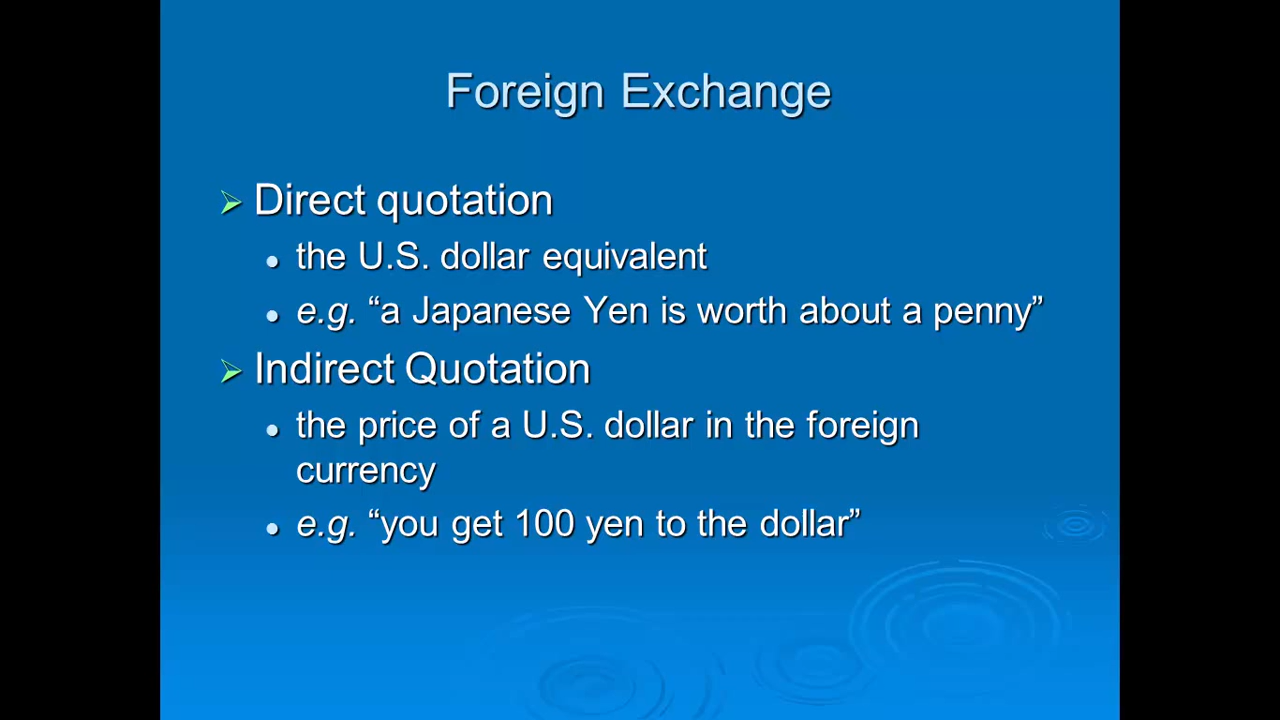 Foreign Exchange
Direct quotation
the U.S. dollar equivalent
e.g. “a Japanese Yen is worth about a penny”
Indirect Quotation
the price of a U.S. dollar in the foreign
currency
e.g. “you get 100 yen to the dollar”